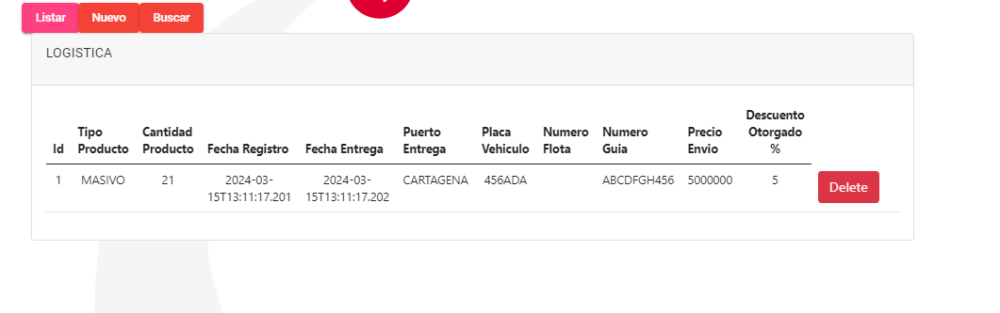 Listar Nuevo Buscar
LOGISTICA
Descuento
Tipo Cantidad Puerto Placa Numero Numero Precio Otorgado
Id Producto Producto Fecha Registro Fecha Entrega Entrega Vehiculo Flota Guia Envio %
1 MASIVO 21 2024-03- 2024-03- CARTAGENA 456ADA ABCDFGH456 5000000 5
15T13:11:17.201 15T13:11:17.202
Delete